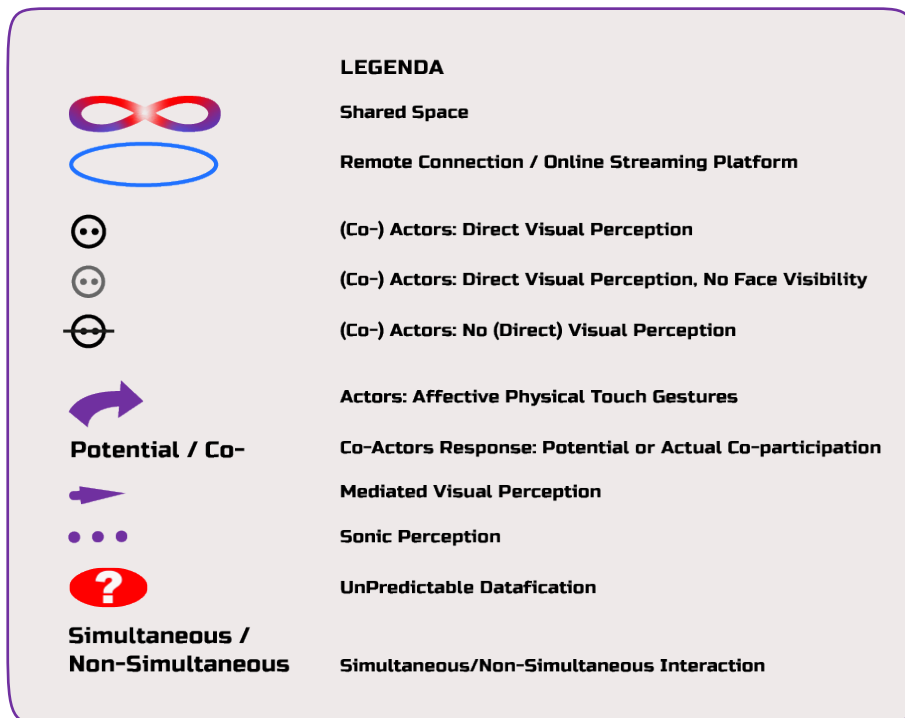 LEGENDA
Shared Space
Remote Connection / Online Streaming Platform
(Co-) Actors: Direct Visual Perception
(Co-) Actors: Direct Visual Perception, No Face Visibility
(Co-) Actors: No (Direct) Visual Perception
Actors: Affective Physical Touch Gestures
Potential / Co- Co-Actors Response: Potential or Actual Co-participation
Mediated Visual Perception
Sonic Perception
? UnPredictable Datafication
Simultaneous /
Non-Simultaneous Simultaneous/Non-Simultaneous Interaction